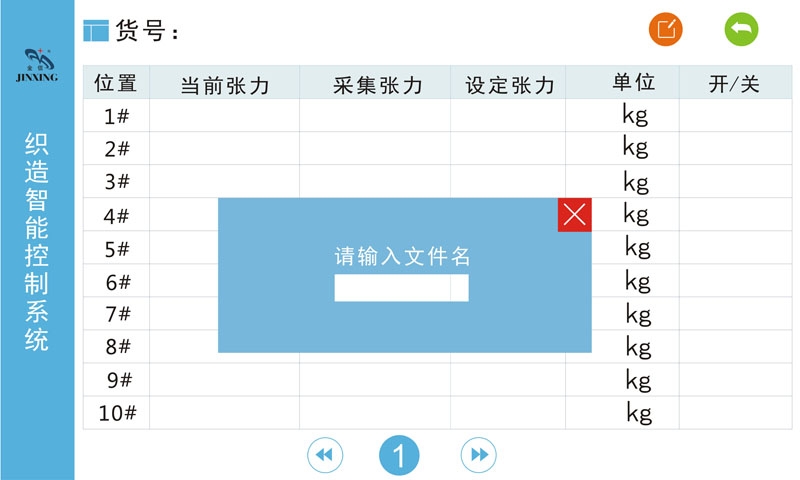 货号：
金信
JINXING
织造智能控制系统
位置 当前张力 采集张力 设定张力 单位 开/关
1# kg
2# kg
3# kg
4# kg
5# kg
6# kg
7# kg
8# kg
9# kg
10# kg
请输入文件名
1